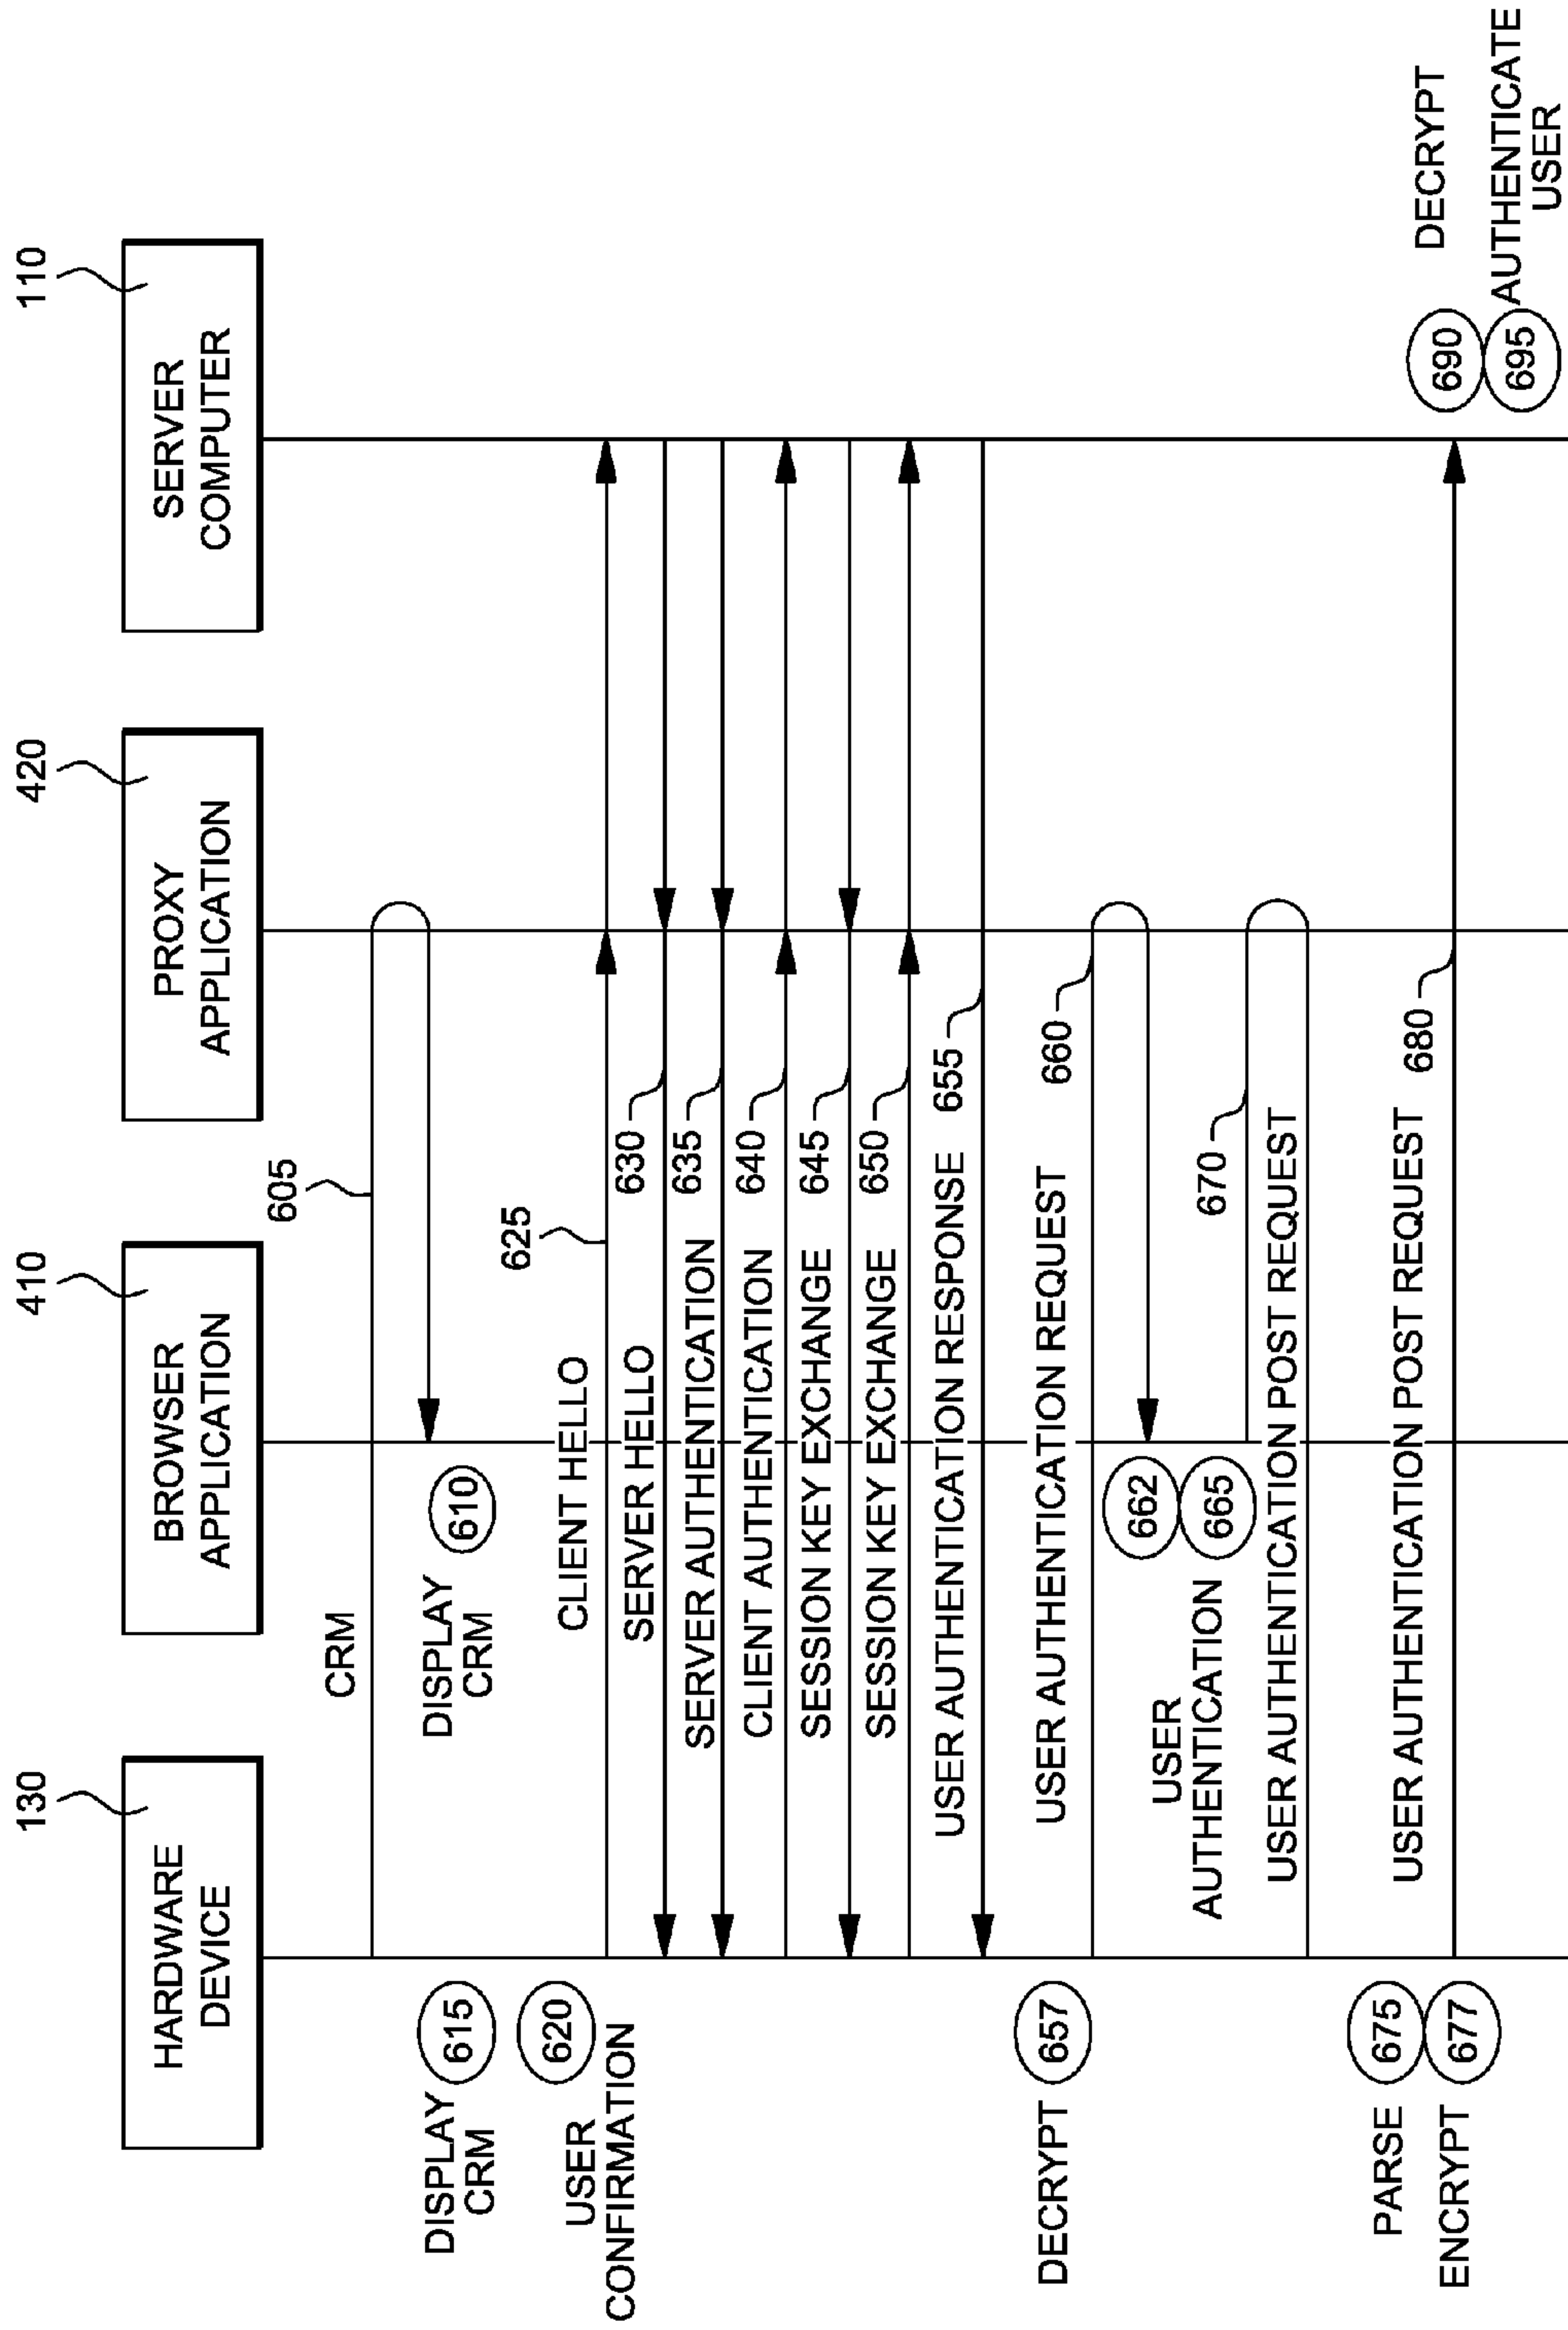 130
410
420
110
HARDWARE
DEVICE
BROWSER
APPLICATION
PROXY
APPLICATION
SERVER
COMPUTER
605
CRM
DISPLAY
CRM
615
DISPLAY
CRM
610
620
USER
CONFIRMATION
625
CLIENT HELLO
SERVER HELLO
630
SERVER AUTHENTICATION
635
CLIENT AUTHENTICATION
640
SESSION KEY EXCHANGE
645
SESSION KEY EXCHANGE
650
USER AUTHENTICATION RESPONSE
655
DECRYPT
657
USER AUTHENTICATION REQUEST
660
662
USER
AUTHENTICATION
665
670
USER AUTHENTICATION POST REQUEST
PARSE
675
ENCRYPT
677
USER AUTHENTICATION POST REQUEST
680
690
DECRYPT
695
AUTHENTICATE
USER